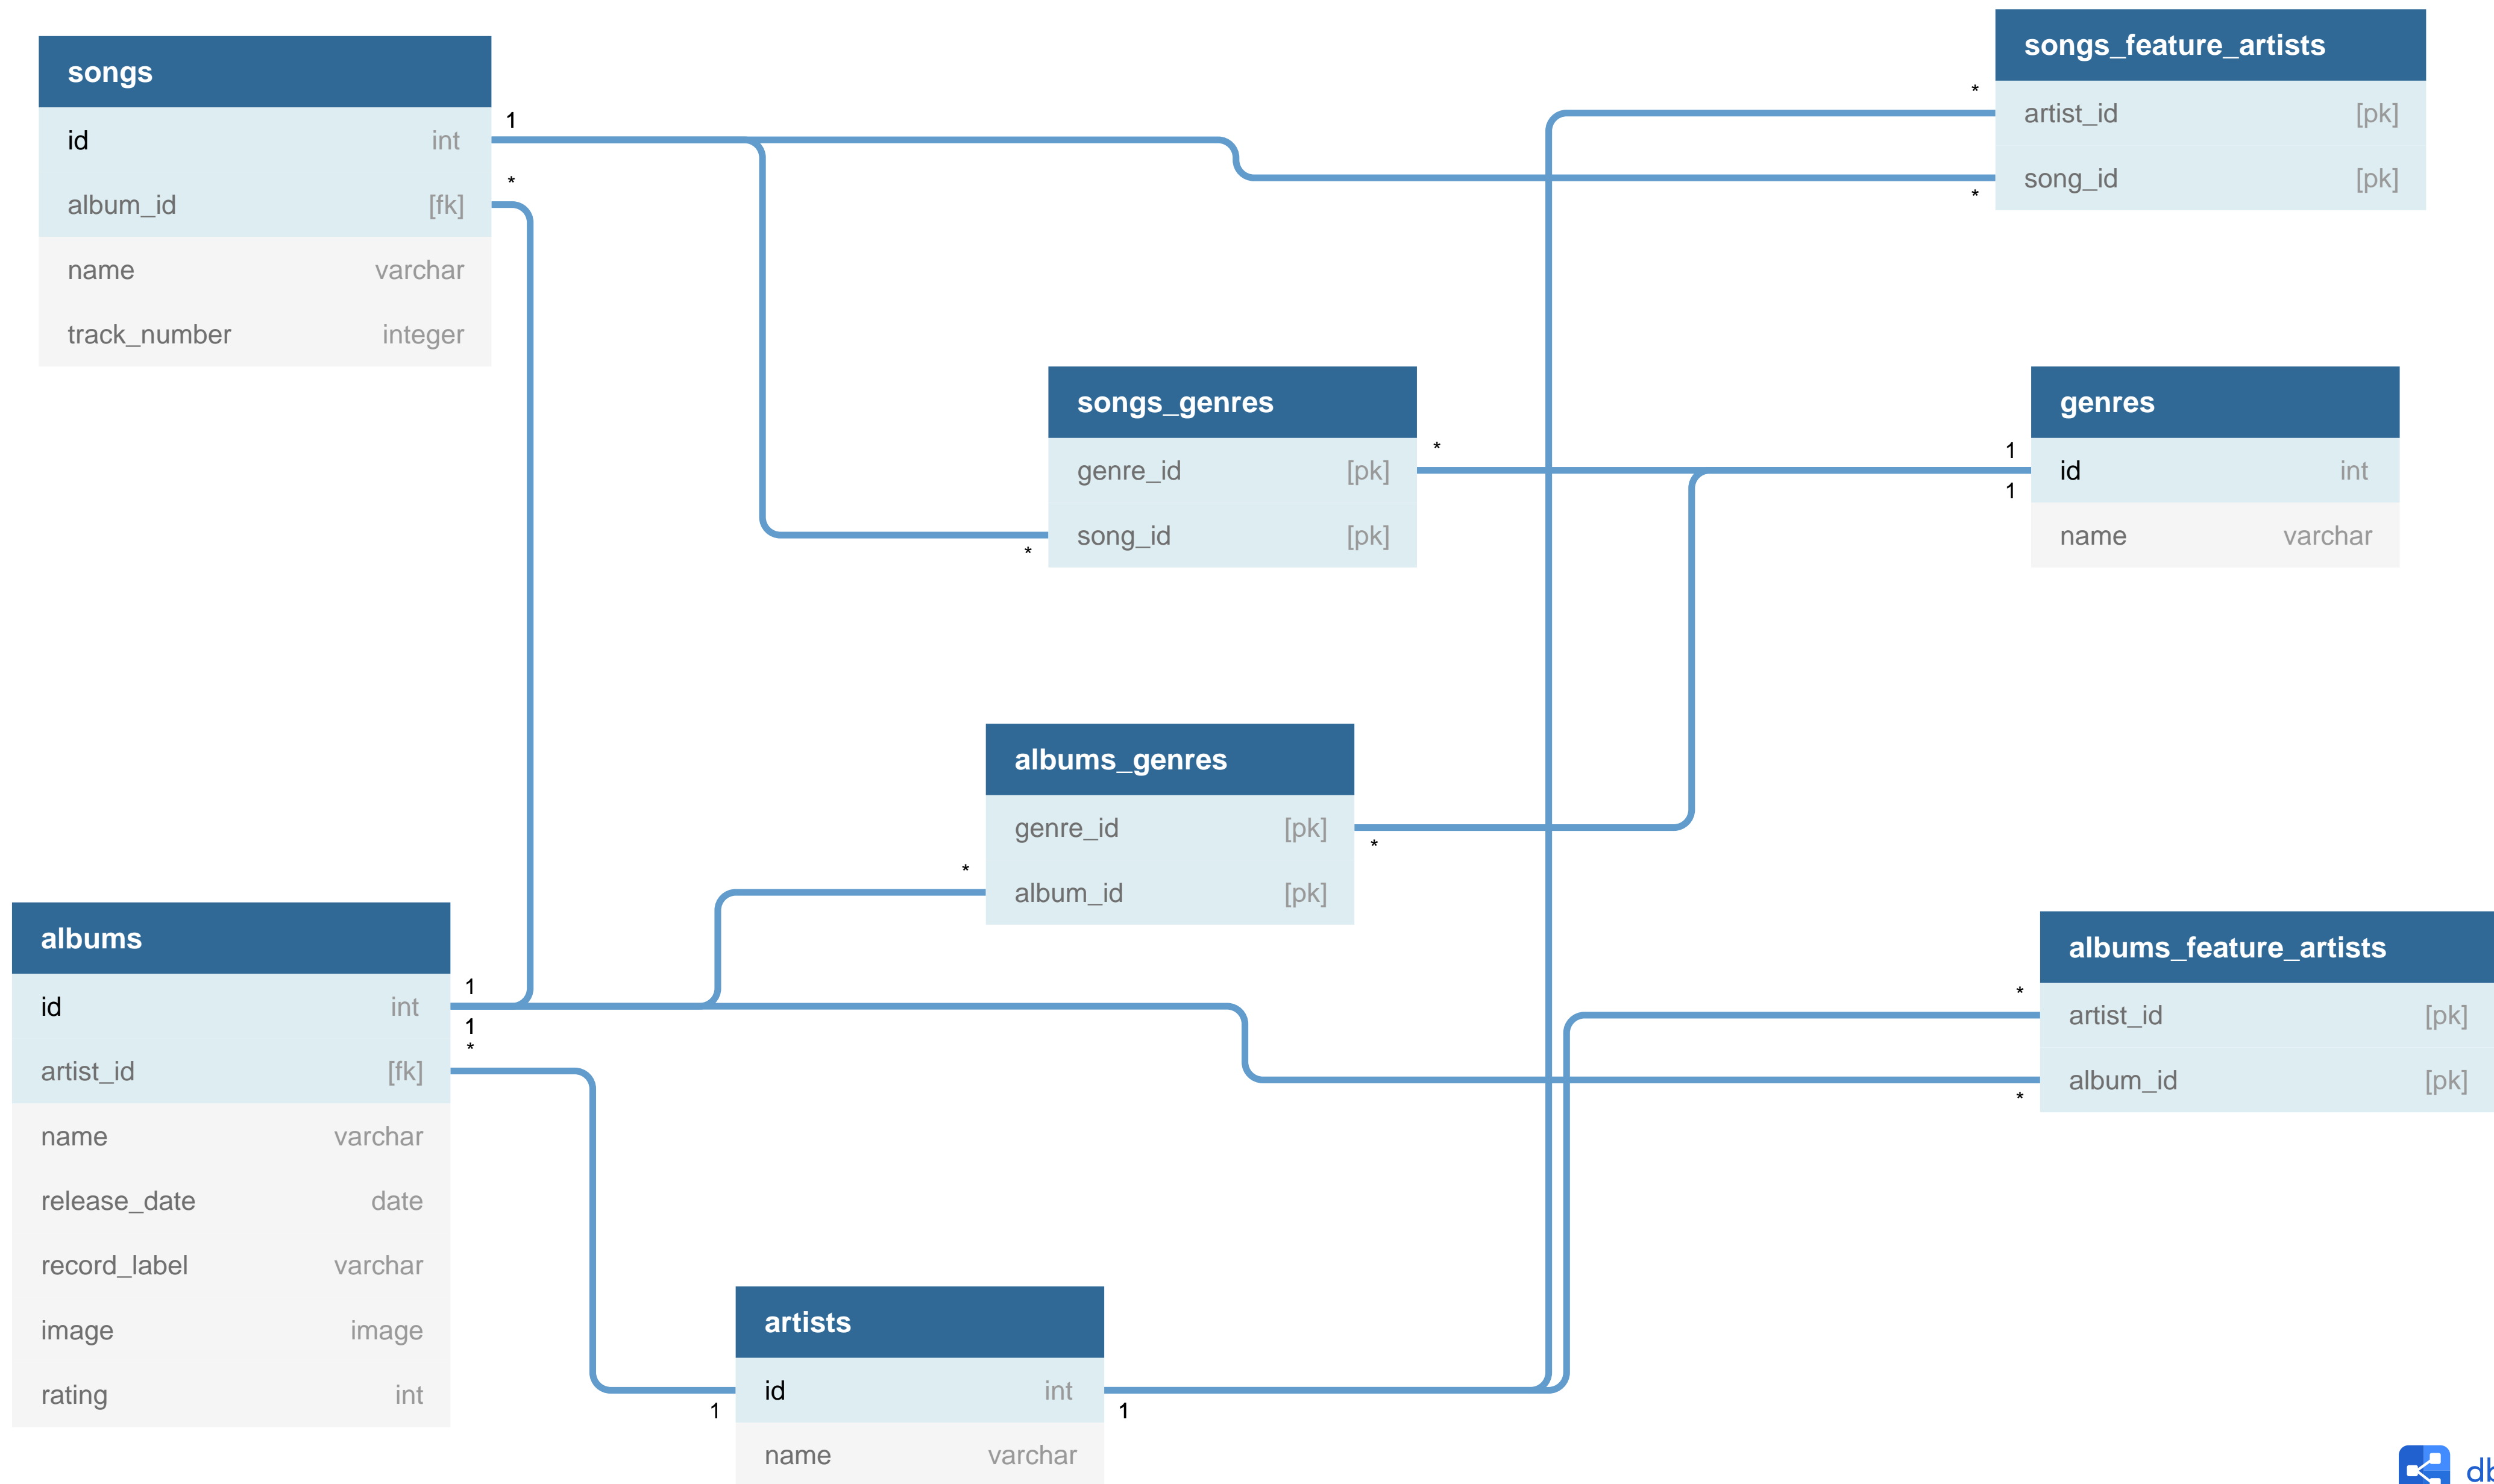 songs
id int
album_id [fk]
name varchar
track_number integer
1
*
songs_feature_artists
artist_id [pk]
song_id [pk]
*
*
songs_genres
genre_id [pk]
song_id [pk]
*
*
genres
id int
name varchar
1
1
albums_genres
genre_id [pk]
album_id [pk]
*
*
albums
id int
artist_id [fk]
name varchar
release_date date
record_label varchar
image image
rating int
1
1
*
albums_feature_artists
artist_id [pk]
album_id [pk]
*
*
artists
id int
name varchar
1
1